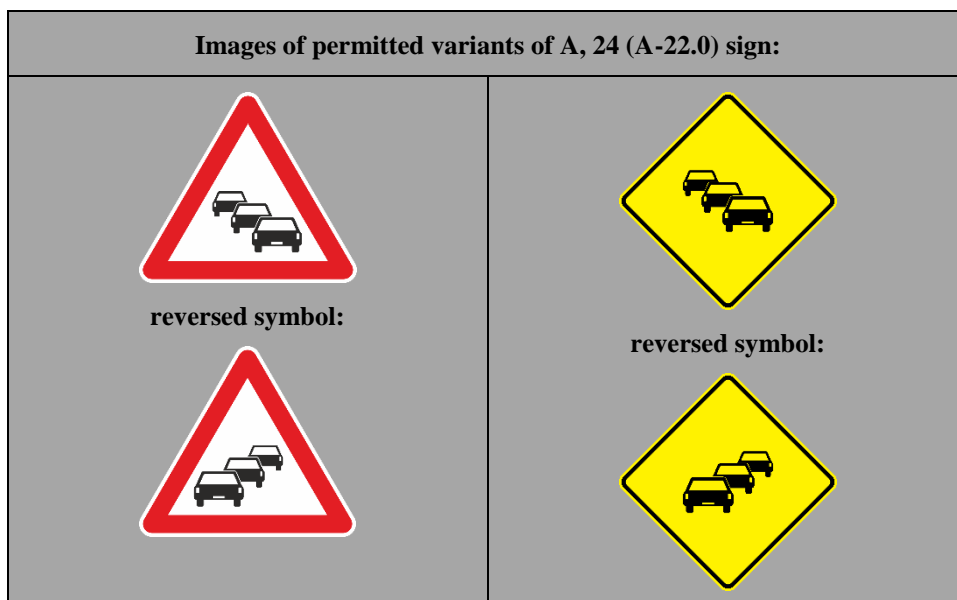 Images of permitted variants of A, 24 (A-22.0) sign:
reversed symbol:
reversed symbol: